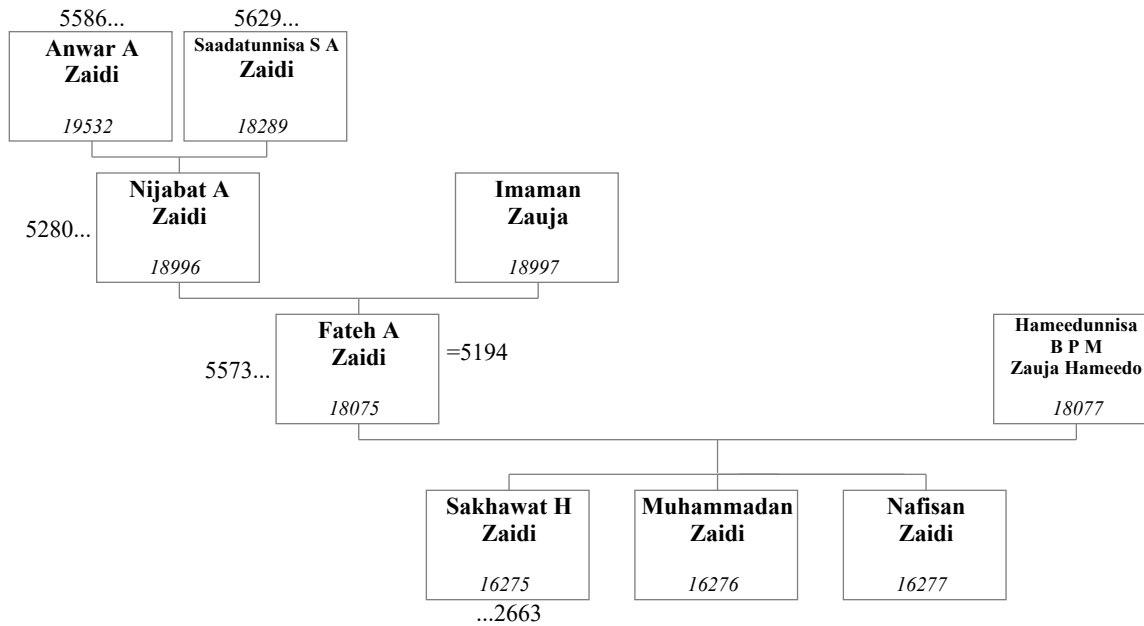 5586...
5629...
Anwar A
Zaidi
19532
Saadatunnisa S A
Zaidi
18289
5280...
Nijabat A
Zaidi
18996
Imaman
Zauja
18997
5573...
Fateh A
Zaidi
18075
=5194
Hameedunnisa
B P M
Zauja Hameedo
18077
Sakhawat H
Zaidi
16275
...2663
Muhammadan
Zaidi
16276
Nafisan
Zaidi
16277